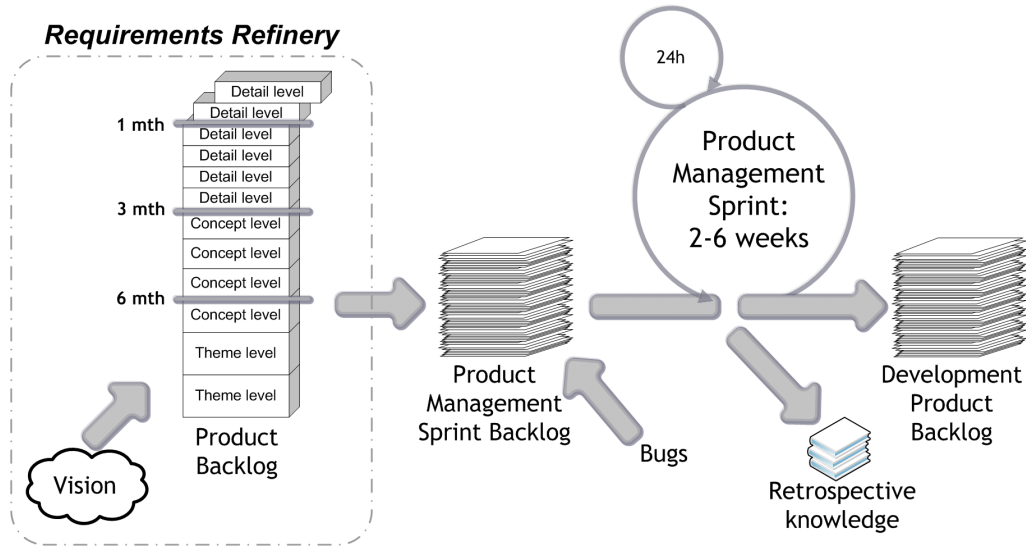 Requirements Refinery
Detail level
Detail level
1 mth
Detail level
Detail level
Detail level
Detail level
3 mth
Concept level
Concept level
Concept level
6 mth
Concept level
Theme level
Theme level
Product
Backlog
Vision
Product
Management
Sprint Backlog
Bugs
24h
Product
Management
Sprint:
2-6 weeks
Retrospective
knowledge
Development
Product
Backlog